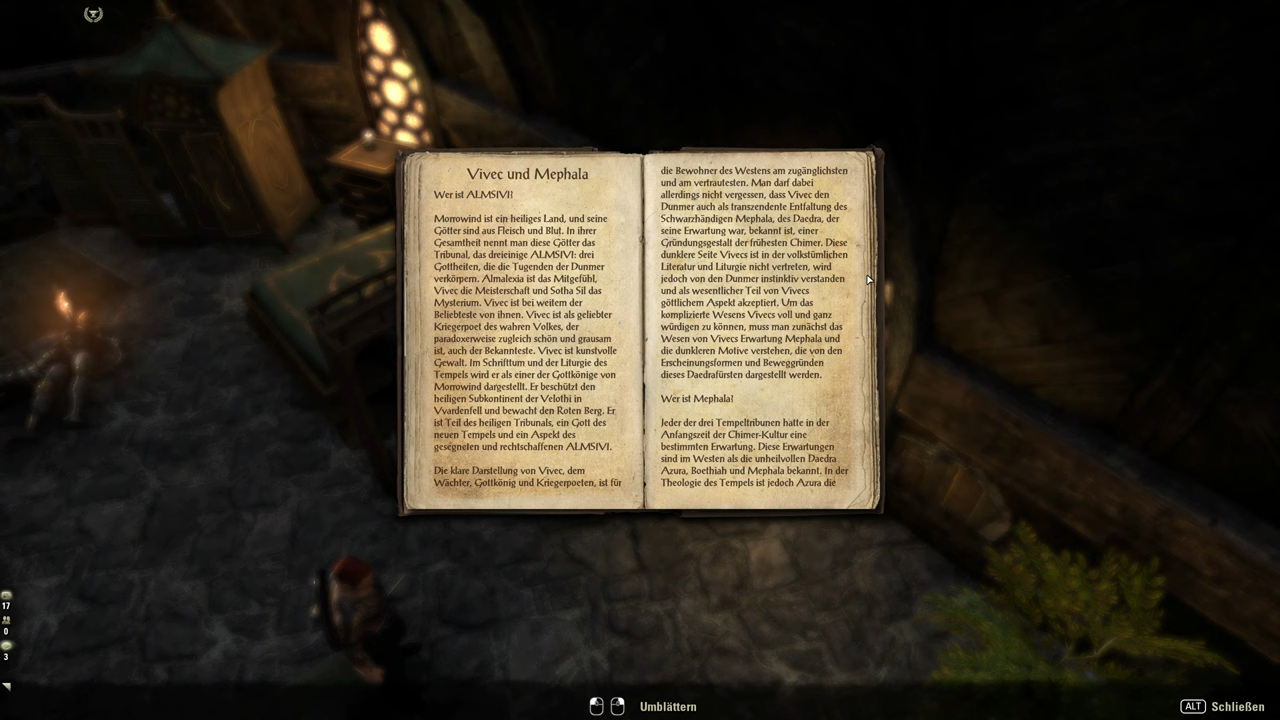 Vivec und Mephala
Wer ist ALMSIVI?
Morrowind ist ein heiliges Land, und seine
Götter sind aus Fleisch und Blut. In ihrer
Gesamtheit nennt man diese Götter das
Tribunal, das dreieinige ALMSIVI: drei
Gottheiten, die die Tugenden der Dunmer
verkörpern. Almalexia ist das Mitgefühl,
Vivec die Meisterschaft und Sotha Sil das
Mysterium. Vivec ist bei weitem der
Beliebteste von ihnen. Vivec ist als geliebter
Kriegerpoet des wahren Volkes, der
paradoxerweise zugleich schön und grausam
ist, auch der Bekannteste. Vivec ist kunstvolle
Gewalt. Im Schrifttum und der Liturgie des
Tempels wird er als einer der Gottkönige von
Morrowind dargestellt. Er beschützt den
heiligen Subkontinent der Velothi in
Vvardenfell und bewacht den Roten Berg. Er
ist Teil des heiligen Tribunals, ein Gott des
neuen Tempels und ein Aspekt des
gesegneten und rechtschaffenen ALMSIVI.
Die klare Darstellung von Vivec, dem
Wächter, Gottkönig und Kriegerpoeten, ist für
die Bewohner des Westens am zugänglichsten
und am vertrautesten. Man darf dabei
allerdings nicht vergessen, dass Vivec den
Dunmer auch als transzendente Entfaltung des
Schwarzhändigen Mephala, des Daedra, der
seine Erwartung war, bekannt ist, einer
Gründungsgestalt der frühesten Chimer. Diese
dunklere Seite Vivecs ist in der volkstümlichen
Literatur und Liturgie nicht vertreten, wird
jedoch von den Dunmer instinktiv verstanden
und als wesentlicher Teil von Vivecs
göttlichem Aspekt akzeptiert. Um das
komplizierte Wesens Vivecs voll und ganz
würdigen zu können, muss man zunächst das
Wesen von Vivecs Erwartung Mephala und
die dunkleren Motive verstehen, die von den
Erscheinungsformen und Beweggründen
dieses Daedrafürsten dargestellt werden.
Wer ist Mephala?
Jeder der drei Tempeltribunen hatte in der
Anfangszeit der Chimer-Kultur eine
bestimmten Erwartung. Diese Erwartungen
sind im Westen als die unheilvollen Daedra
Azura, Boethiah und Mephala bekannt. In der
Theologie des Tempels ist jedoch Azura die
17
0
3
Umblättern
ALT Schließen